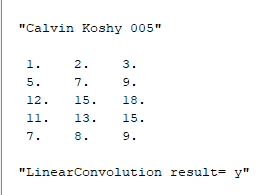 "Calvin Koshy 005"
1. 2. 3.
5. 7. 9.
12. 15. 18.
11. 13. 15.
7. 8. 9.
"LinearConvolution result= y"